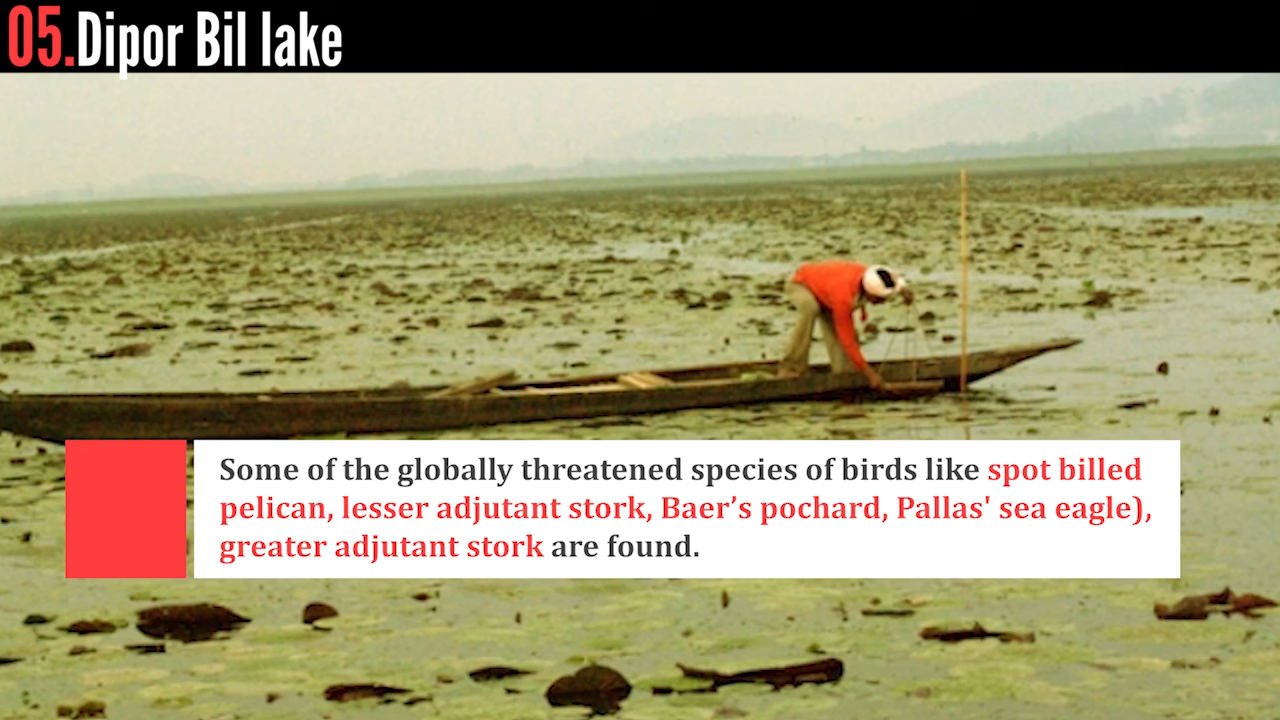 05.Dipor Bil lake
Some of the globally threatened species of birds like spot billed
pelican, lesser adjutant stork, Baer’s pochard, Pallas' sea eagle),
greater adjutant stork are found.